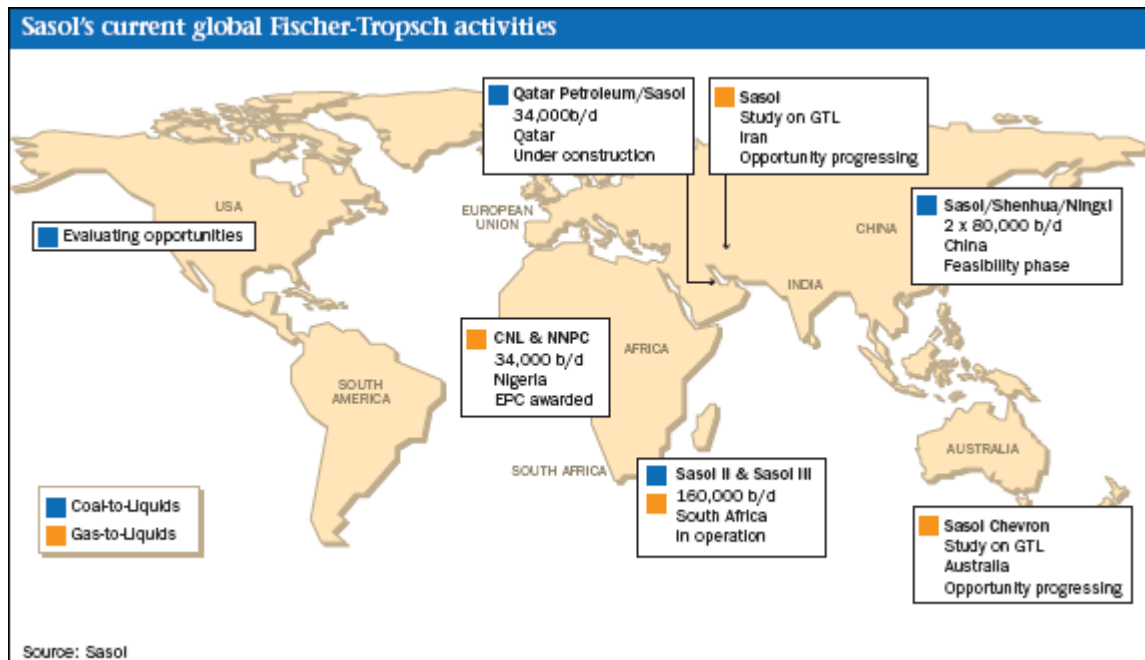 Sasol's current global Fischer-Tropsch activities
Qatar Petroleum/Sasol
34,000b/d
Qatar
Under construction
Sasol
Study on GTL
Iran
Opportunity progressing
USA
Evaluating opportunities
EUROPEAN
UNION
CHINA
Sasol/Shenhua/Ningxi
2 x 80,000 b/d
China
Feasibility phase
INDIA
CNL & NNPC
34,000 b/d
Nigeria
EPC awarded
AFRICA
SOUTH
AMERICA
SOUTH AFRICA
Sasol II & Sasol III
160,000 b/d
South Africa
In operation
AUSTRALIA
Sasol Chevron
Study on GTL
Australia
Opportunity progressing
Coal-to-Liquids
Gas-to-Liquids
Source: Sasol